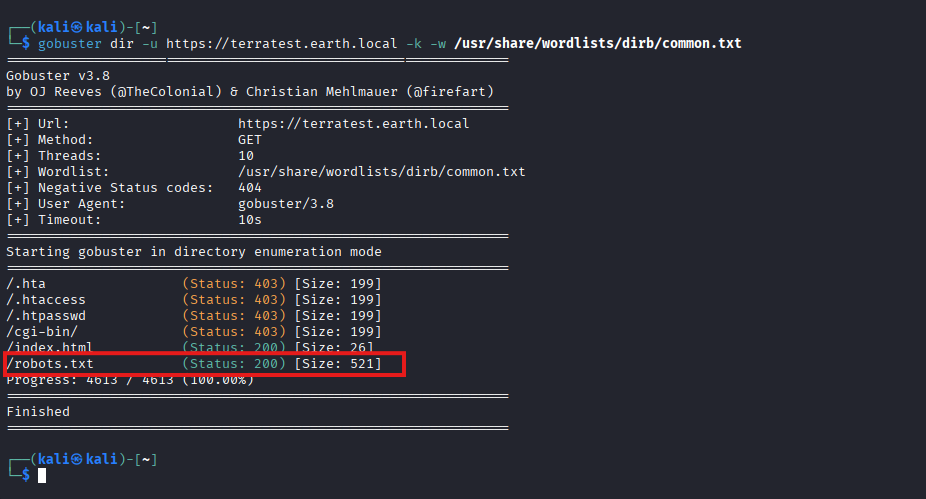 ┌──(kali㉿kali)-[~]
└─$ gobuster dir -u https://terratest.earth.local -k -w /usr/share/wordlists/dirb/common.txt
===============================================================
Gobuster v3.8
by OJ Reeves (@TheColonial) & Christian Mehlmauer (@firefart)
===============================================================
[+] Url:                     https://terratest.earth.local
[+] Method:                  GET
[+] Threads:                 10
[+] Wordlist:                /usr/share/wordlists/dirb/common.txt
[+] Negative Status codes:   404
[+] User Agent:              gobuster/3.8
[+] Timeout:                 10s
===============================================================
Starting gobuster in directory enumeration mode
===============================================================
/.hta                 (Status: 403) [Size: 199]
/.htaccess            (Status: 403) [Size: 199]
/.htpasswd            (Status: 403) [Size: 199]
/cgi-bin/             (Status: 403) [Size: 199]
/index.html           (Status: 200) [Size: 26]
/robots.txt           (Status: 200) [Size: 521]
Progress: 4613 / 4613 (100.00%)
===============================================================
Finished
===============================================================
┌──(kali㉿kali)-[~]
└─$